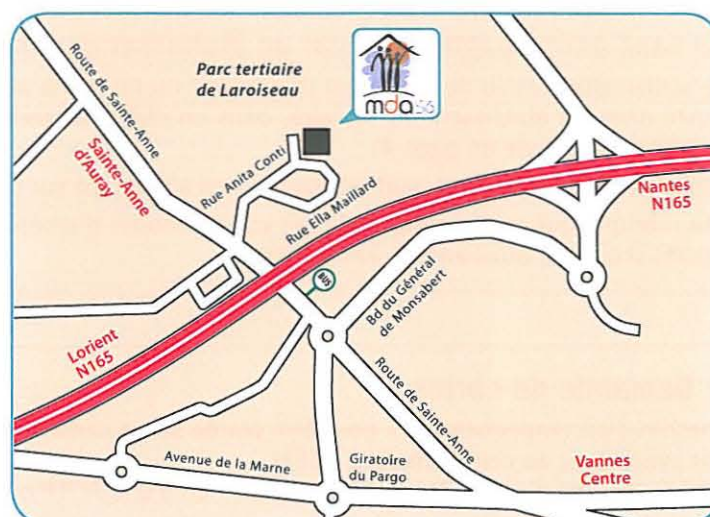 Route de Sainte-Anne
Parc tertiaire
de Laroiseau
mda56
Sainte-Anne
d'Auray
Rue Anita Conti
Rue Ella Maillard
Nantes
N165
BUS
Bd du Général
de Monsabert
Lorient
N165
Route de Sainte-Anne
Avenue de la Marne
Giratoire
du Pargo
Vannes
Centre